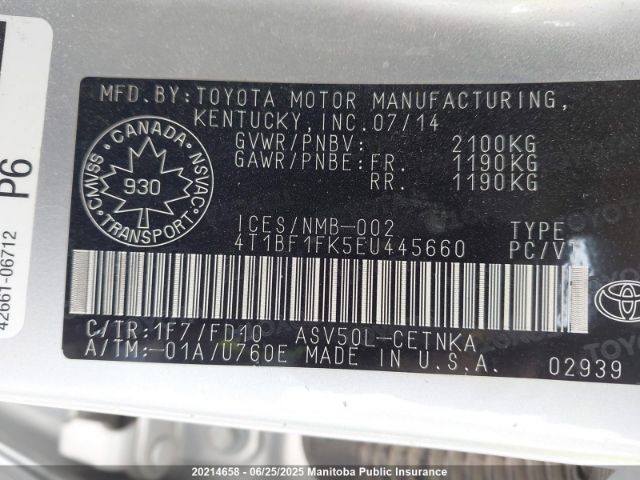 MFD.BY:TOYOTA MOTOR MANUFACTURING,
KENTUCKY, INC.07/14
GVWR/PNBV: 2100KG
GAWR/PNBE:FR. 1190KG
RR. 1190KG
CANADA
CMVSS
NSVAC
930
TRANSPORT
ICES/NMB-002 TYPE
4T1BF1FK5EU445660 PC/V1
C/TR:1F7/FD10 ASV50L-CETNKA
A/TM:-01A/U760E MADE IN U.S.A.
02939
P6
42661-06712
20214658 - 06/25/2025 Manitoba Public Insurance